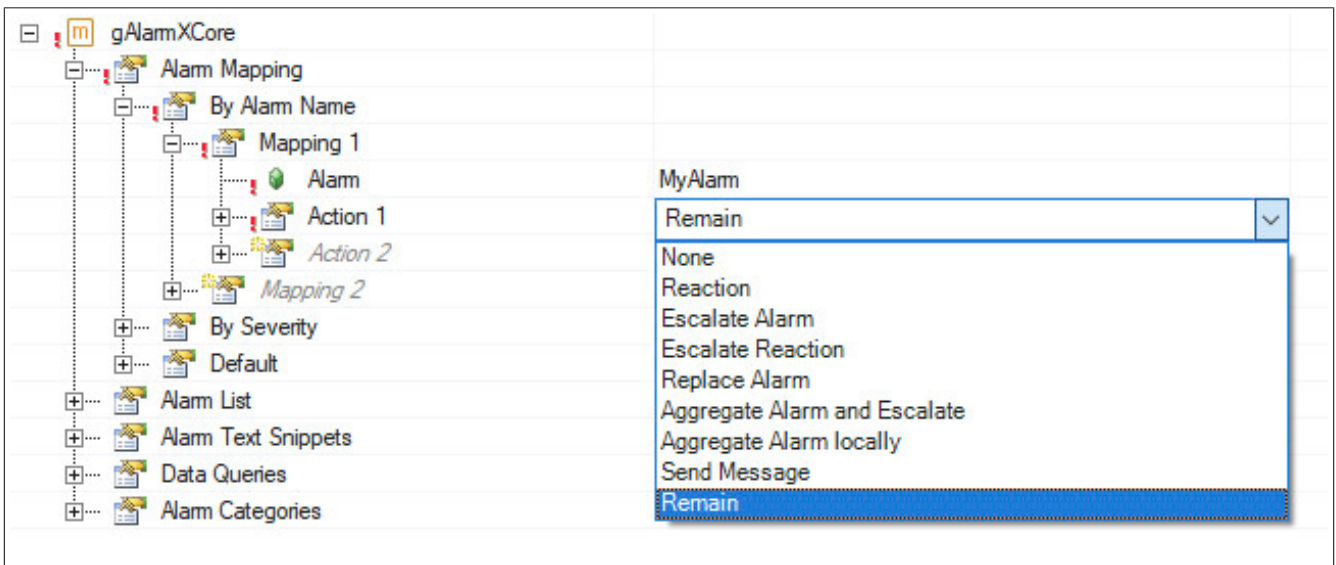 gAlarmXCore
Alarm Mapping
By Alarm Name
Mapping 1
Alarm MyAlarm
Action 1 Remain
Action 2
None
Reaction
Mapping 2
Escalate Alarm
By Severity
Escalate Reaction
Default
Replace Alarm
Alarm List
Aggregate Alarm and Escalate
Alarm Text Snippets
Aggregate Alarm locally
Data Queries
Send Message
Alarm Categories
Remain